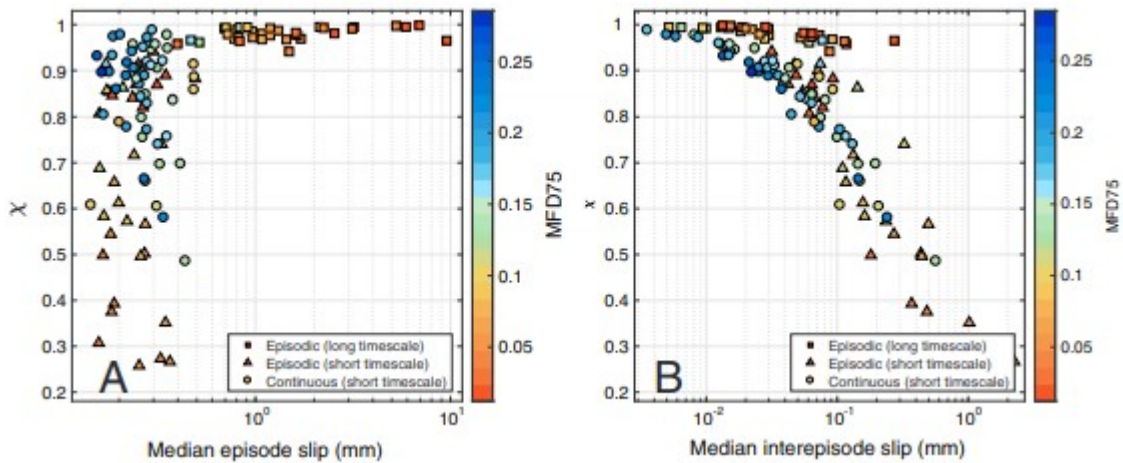 1
0.9
0.8
0.7
0.6
0.5
0.4
0.3
0.2
χ
10^0
10^1
Median episode slip (mm)
A
Episodic (long timescale)
Episodic (short timescale)
Continuous (short timescale)
0.25
0.2
0.15
0.1
0.05
MFD75
1
0.9
0.8
0.7
0.6
0.5
0.4
0.3
0.2
χ
10^-2
10^-1
10^0
Median interepisode slip (mm)
B
Episodic (long timescale)
Episodic (short timescale)
Continuous (short timescale)
0.25
0.2
0.15
0.1
0.05
MFD75